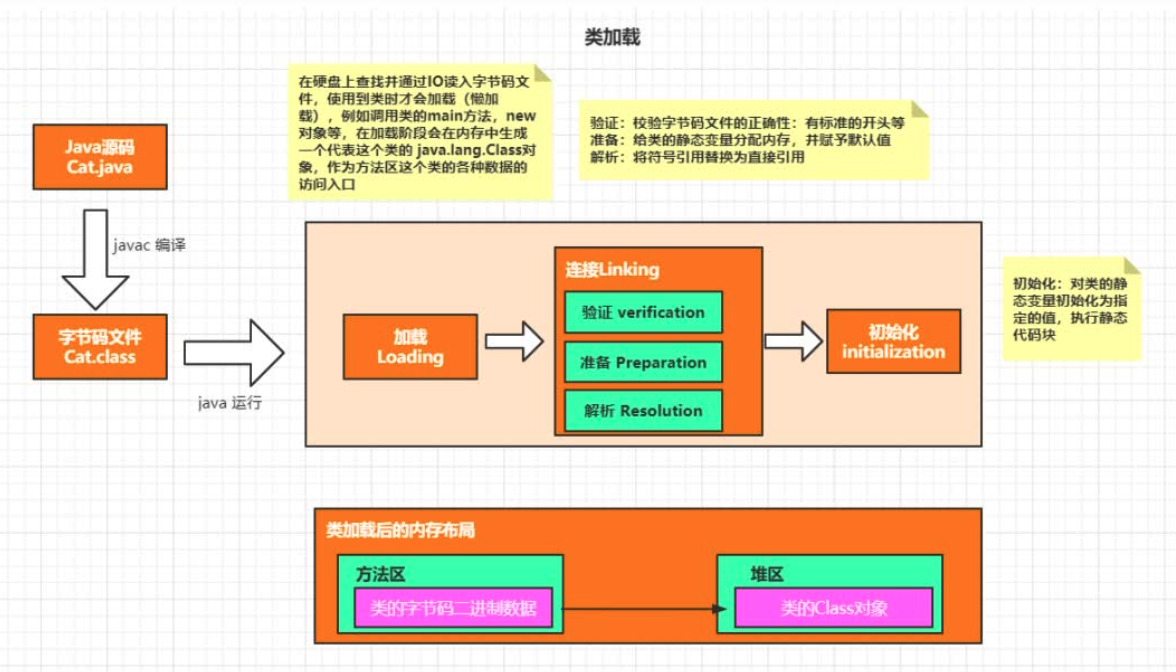 类加载
在硬盘上查找并通过IO读入字节码文
件，使用到类时才会加载（懒加
载），例如调用类的main方法，new
对象等，在加载阶段会在内存中生成
一个代表这个类的 java.lang.Class对
象，作为方法区这个类的各种数据的
访问入口
验证：校验字节码文件的正确性：有标准的开头等
准备：给类的静态变量分配内存，并赋予默认值
解析：将符号引用替换为直接引用
Java源码
Cat.java
javac 编译
字节码文件
Cat.class
java 运行
加载
Loading
连接Linking
验证 verification
准备 Preparation
解析 Resolution
初始化
initialization
初始化：对类的静
态变量初始化为指
定的值，执行静态
代码块
类加载后的内存布局
方法区
类的字节码二进制数据
堆区
类的Class对象